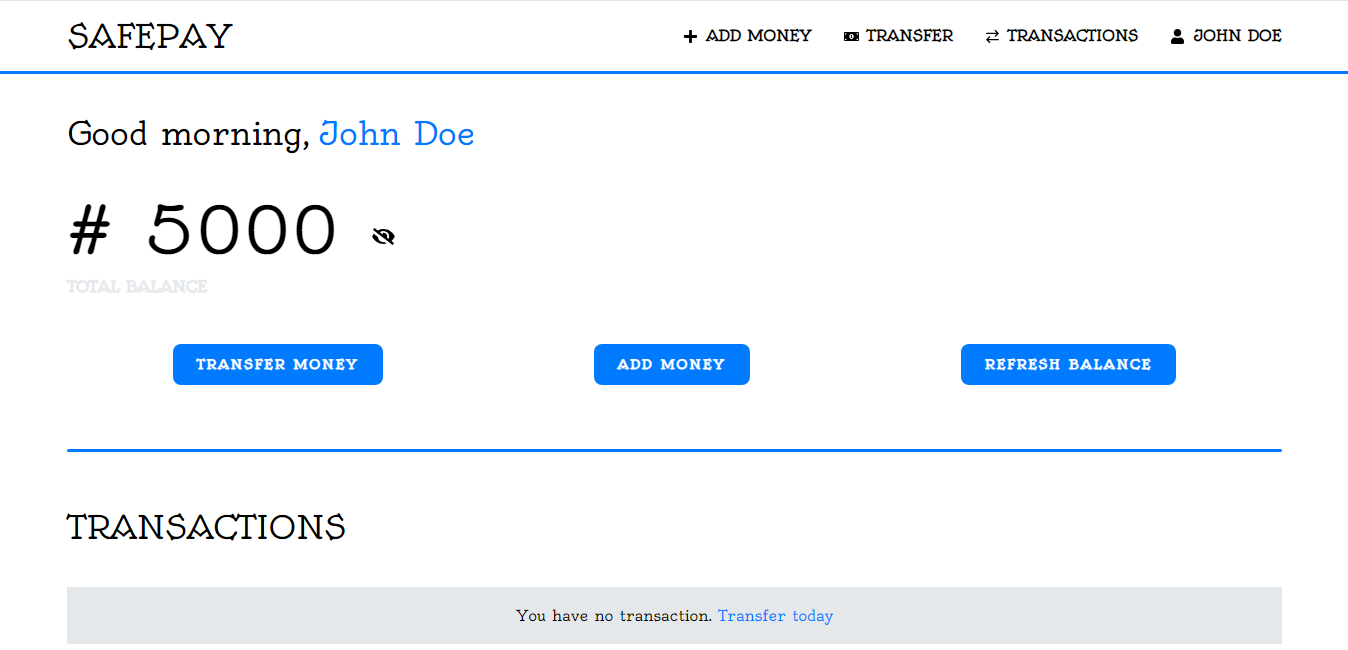 SAFEPAY
ADD MONEY TRANSFER TRANSACTIONS JOHN DOE
Good morning, John Doe
# 5000
TOTAL BALANCE
TRANSFER MONEY ADD MONEY REFRESH BALANCE
TRANSACTIONS
You have no transaction. Transfer today